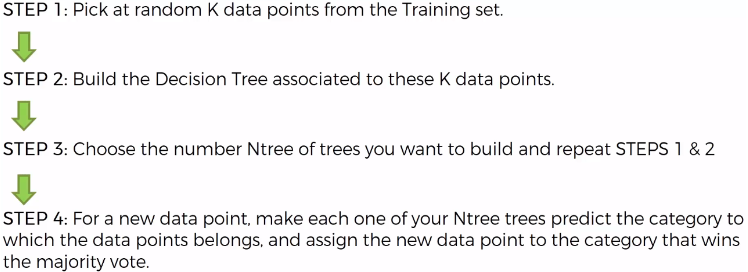 STEP 1: Pick at random K data points from the Training set.
STEP 2: Build the Decision Tree associated to these K data points.
STEP 3: Choose the number Ntree of trees you want to build and repeat STEPS 1 & 2
STEP 4: For a new data point, make each one of your Ntree trees predict the category to
which the data points belongs, and assign the new data point to the category that wins
the majority vote.